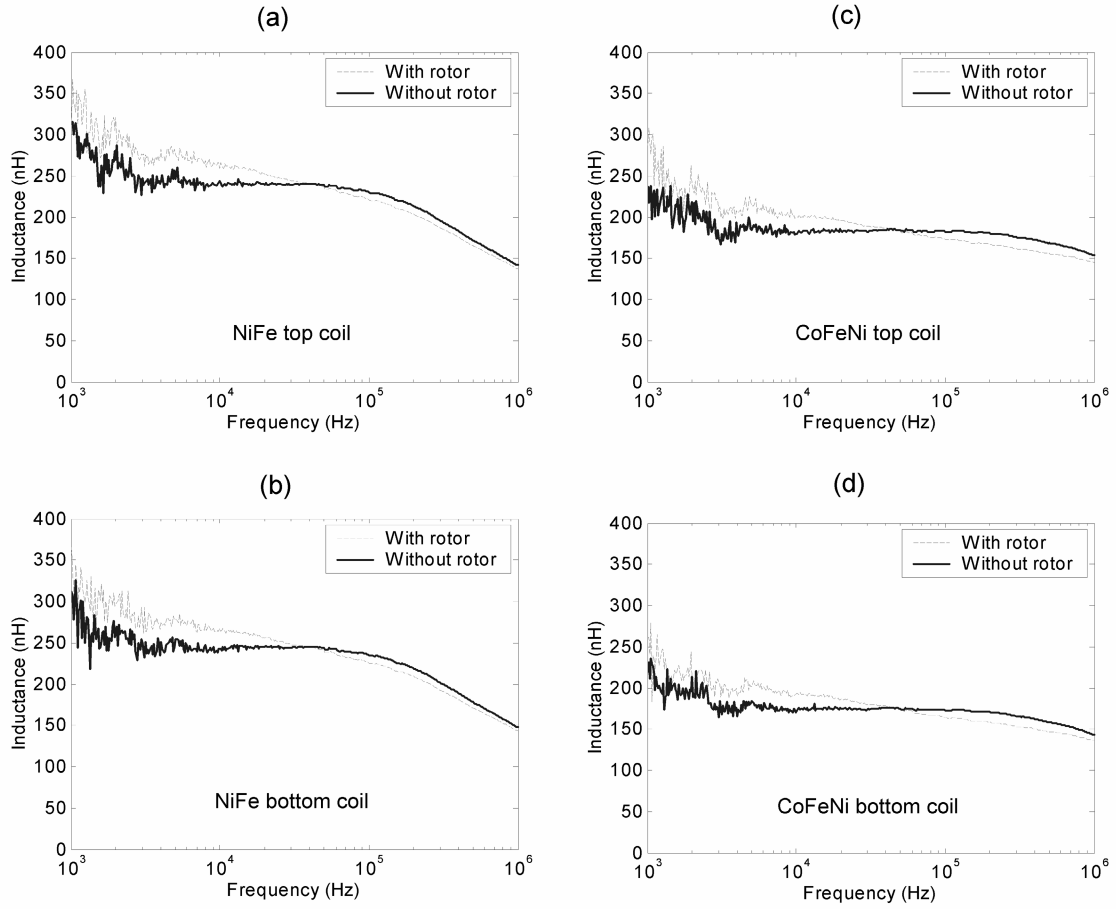 (a)
400
350
300
250
200
150
100
50
0
Inductance (nH)
With rotor
Without rotor
NiFe top coil
10^3
10^4
10^5
10^6
Frequency (Hz)
(c)
400
350
300
250
200
150
100
50
0
Inductance (nH)
With rotor
Without rotor
CoFeNi top coil
10^3
10^4
10^5
10^6
Frequency (Hz)
(b)
400
350
300
250
200
150
100
50
0
Inductance (nH)
With rotor
Without rotor
NiFe bottom coil
10^3
10^4
10^5
10^6
Frequency (Hz)
(d)
400
350
300
250
200
150
100
50
0
Inductance (nH)
With rotor
Without rotor
CoFeNi bottom coil
10^3
10^4
10^5
10^6
Frequency (Hz)